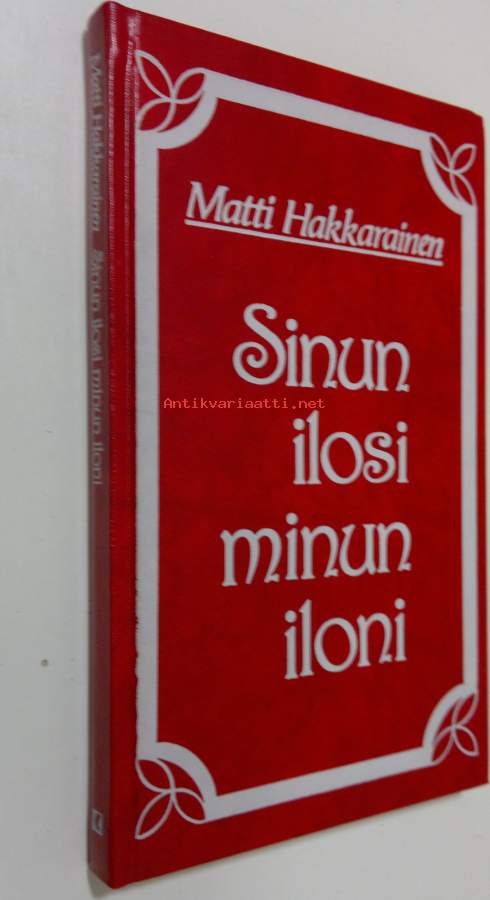 Matti Hakkarainen
Sinun
ilosi
minun
iloni
Matti Hakkarainen Sinun ilosi minun iloni
Antikvariaatti.net